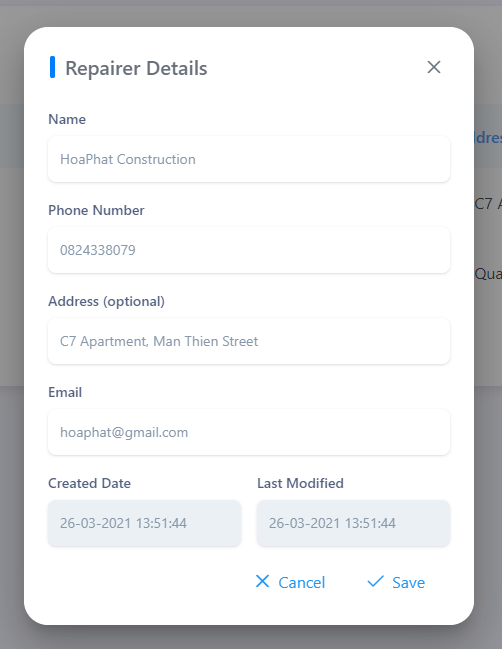 Repairer Details
Name
HoaPhat Construction
Phone Number
0824338079
Address (optional)
C7 Apartment, Man Thien Street
Email
hoaphat@gmail.com
Created Date Last Modified
26-03-2021 13:51:44 26-03-2021 13:51:44
Cancel Save
C7